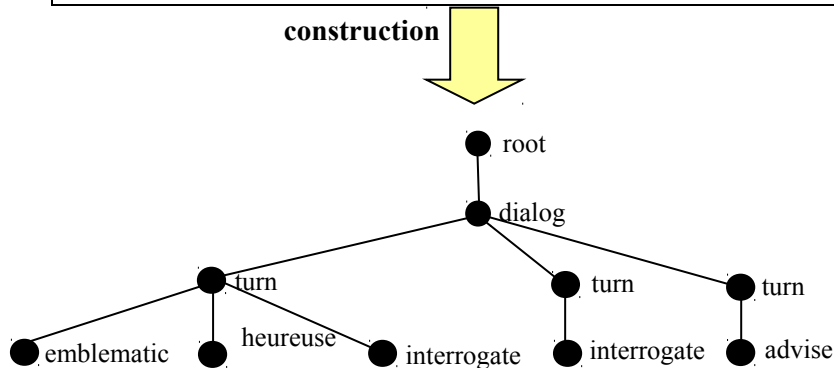 construction
root
dialog
turn turn turn
emblematic heureuse interrogate interrogate advise